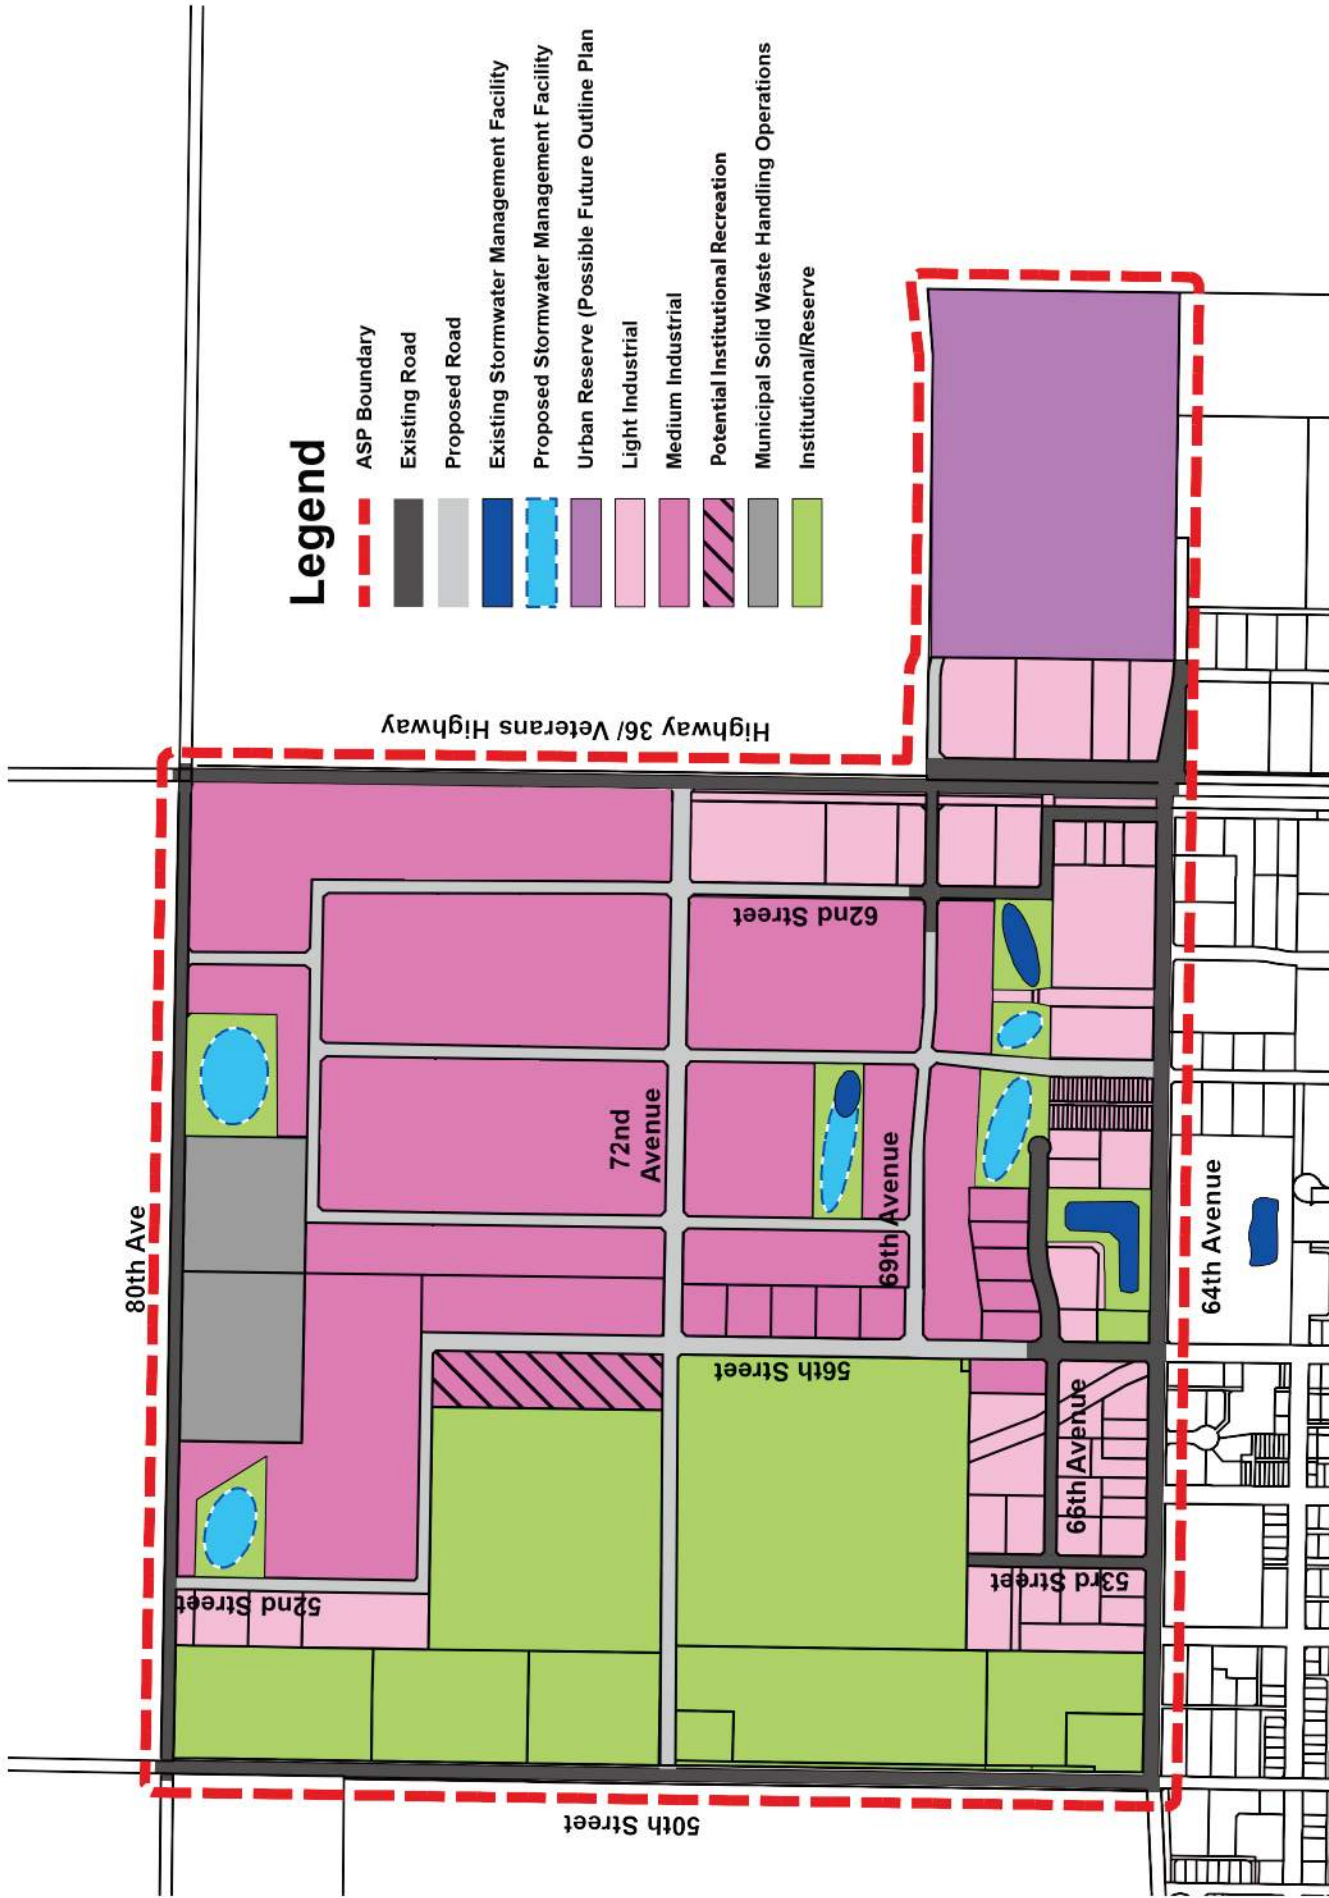 Legend
ASP Boundary
Existing Road
Proposed Road
Existing Stormwater Management Facility
Proposed Stormwater Management Facility
Urban Reserve (Possible Future Outline Plan
Light Industrial
Medium Industrial
Potential Institutional Recreation
Municipal Solid Waste Handling Operations
Institutional/Reserve
80th Ave
Highway 36/ Veterans Highway
62nd Street
72nd
Avenue
69th Avenue
64th Avenue
56th Street
66th Avenue
53rd Street
52nd Street
50th Street